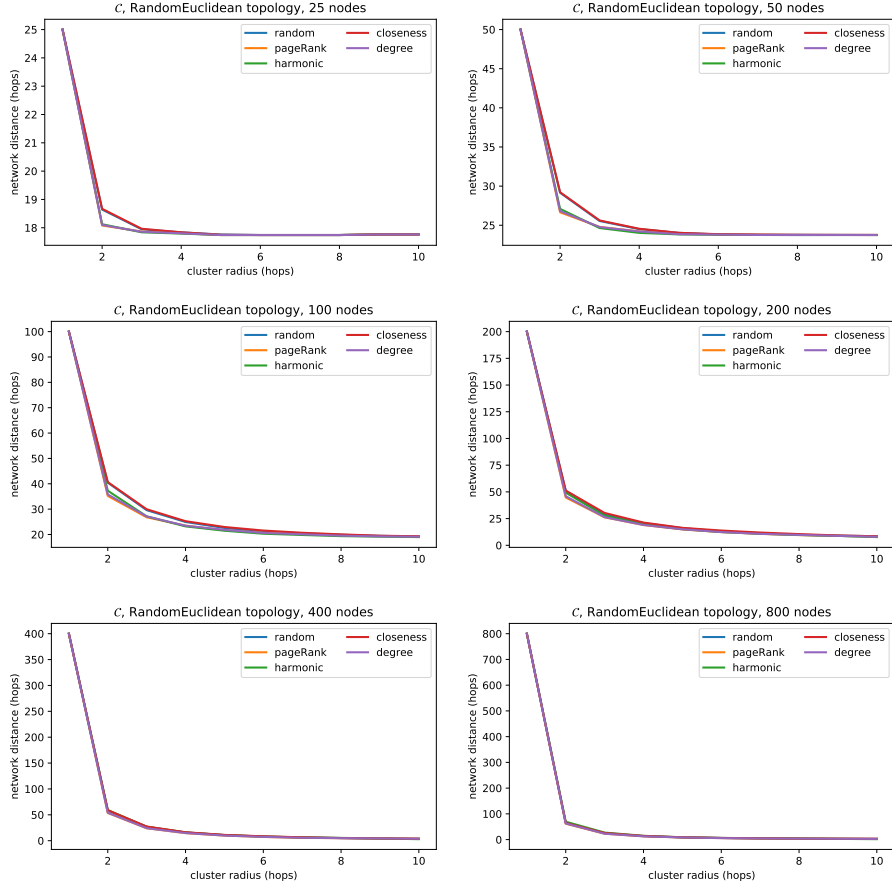 𝒞, RandomEuclidean topology, 25 nodes
random closeness
pageRank degree
harmonic
25
24
23
22
21
20
19
18
network distance (hops)
2 4 6 8 10
cluster radius (hops)
𝒞, RandomEuclidean topology, 50 nodes
random closeness
pageRank degree
harmonic
50
45
40
35
30
25
network distance (hops)
2 4 6 8 10
cluster radius (hops)
𝒞, RandomEuclidean topology, 100 nodes
random closeness
pageRank degree
harmonic
100
90
80
70
60
50
40
30
20
network distance (hops)
2 4 6 8 10
cluster radius (hops)
𝒞, RandomEuclidean topology, 200 nodes
random closeness
pageRank degree
harmonic
200
175
150
125
100
75
50
25
0
network distance (hops)
2 4 6 8 10
cluster radius (hops)
𝒞, RandomEuclidean topology, 400 nodes
random closeness
pageRank degree
harmonic
400
350
300
250
200
150
100
50
0
network distance (hops)
2 4 6 8 10
cluster radius (hops)
𝒞, RandomEuclidean topology, 800 nodes
random closeness
pageRank degree
harmonic
800
700
600
500
400
300
200
100
0
network distance (hops)
2 4 6 8 10
cluster radius (hops)